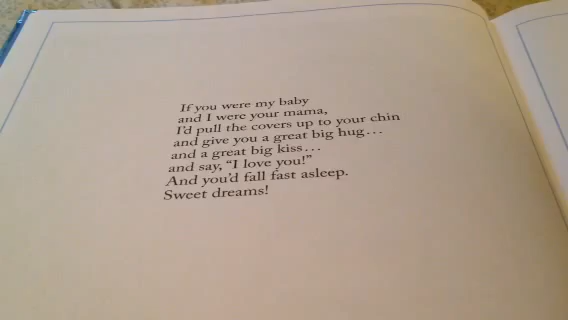 If you were my baby
and I were your mama,
I'd pull the covers up to your chin
and give you a great big hug...
and a great big kiss...
and say, “I love you!”
And you'd fall fast asleep.
Sweet dreams!